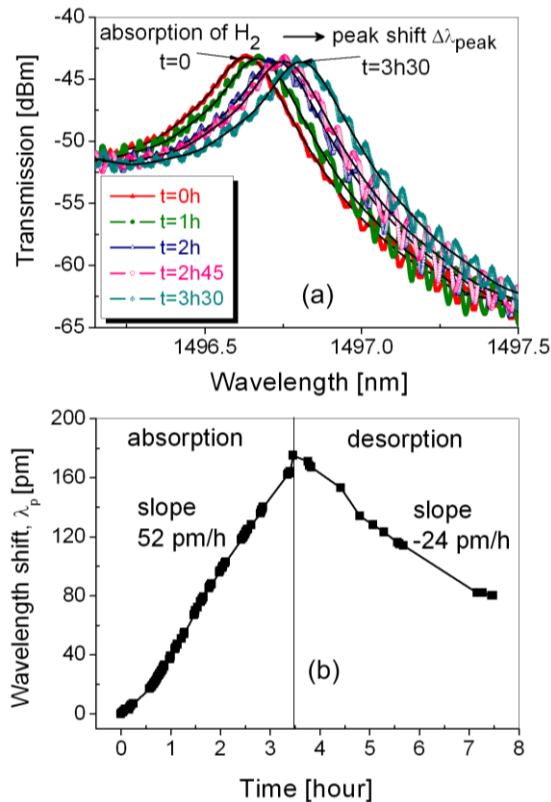 -40
absorption of H2 → peak shift Δλpeak
t=0
t=3h30
-45
-50
-55
-60
-65
Transmission [dBm]
t=0h
t=1h
t=2h
t=2h45
t=3h30
(a)
1496.5 1497.0 1497.5
Wavelength [nm]
200
160
120
80
40
0
Wavelength shift, λp [pm]
absorption desorption
slope
52 pm/h
slope
-24 pm/h
(b)
0 1 2 3 4 5 6 7 8
Time [hour]